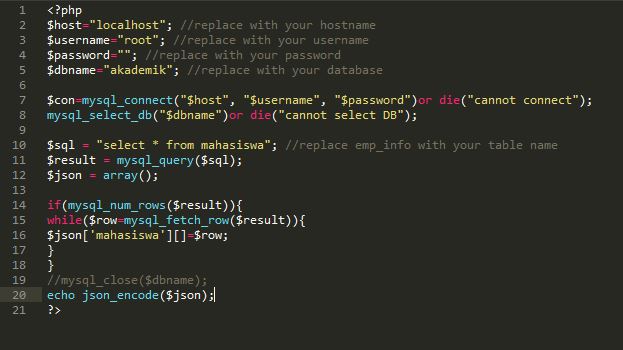 1 <?php
2 $host="localhost"; //replace with your hostname
3 $username="root"; //replace with your username
4 $password=""; //replace with your password
5 $dbname="akademik"; //replace with your database
6
7 $con=mysql_connect("$host", "$username", "$password")or die("cannot connect");
8 mysql_select_db("$dbname")or die("cannot select DB");
9
10 $sql = "select * from mahasiswa"; //replace emp_info with your table name
11 $result = mysql_query($sql);
12 $json = array();
13
14 if(mysql_num_rows($result)){
15 while($row=mysql_fetch_row($result)){
16 $json['mahasiswa'][]=$row;
17 }
18 }
19 //mysql_close($dbname);
20 echo json_encode($json);
21 ?>